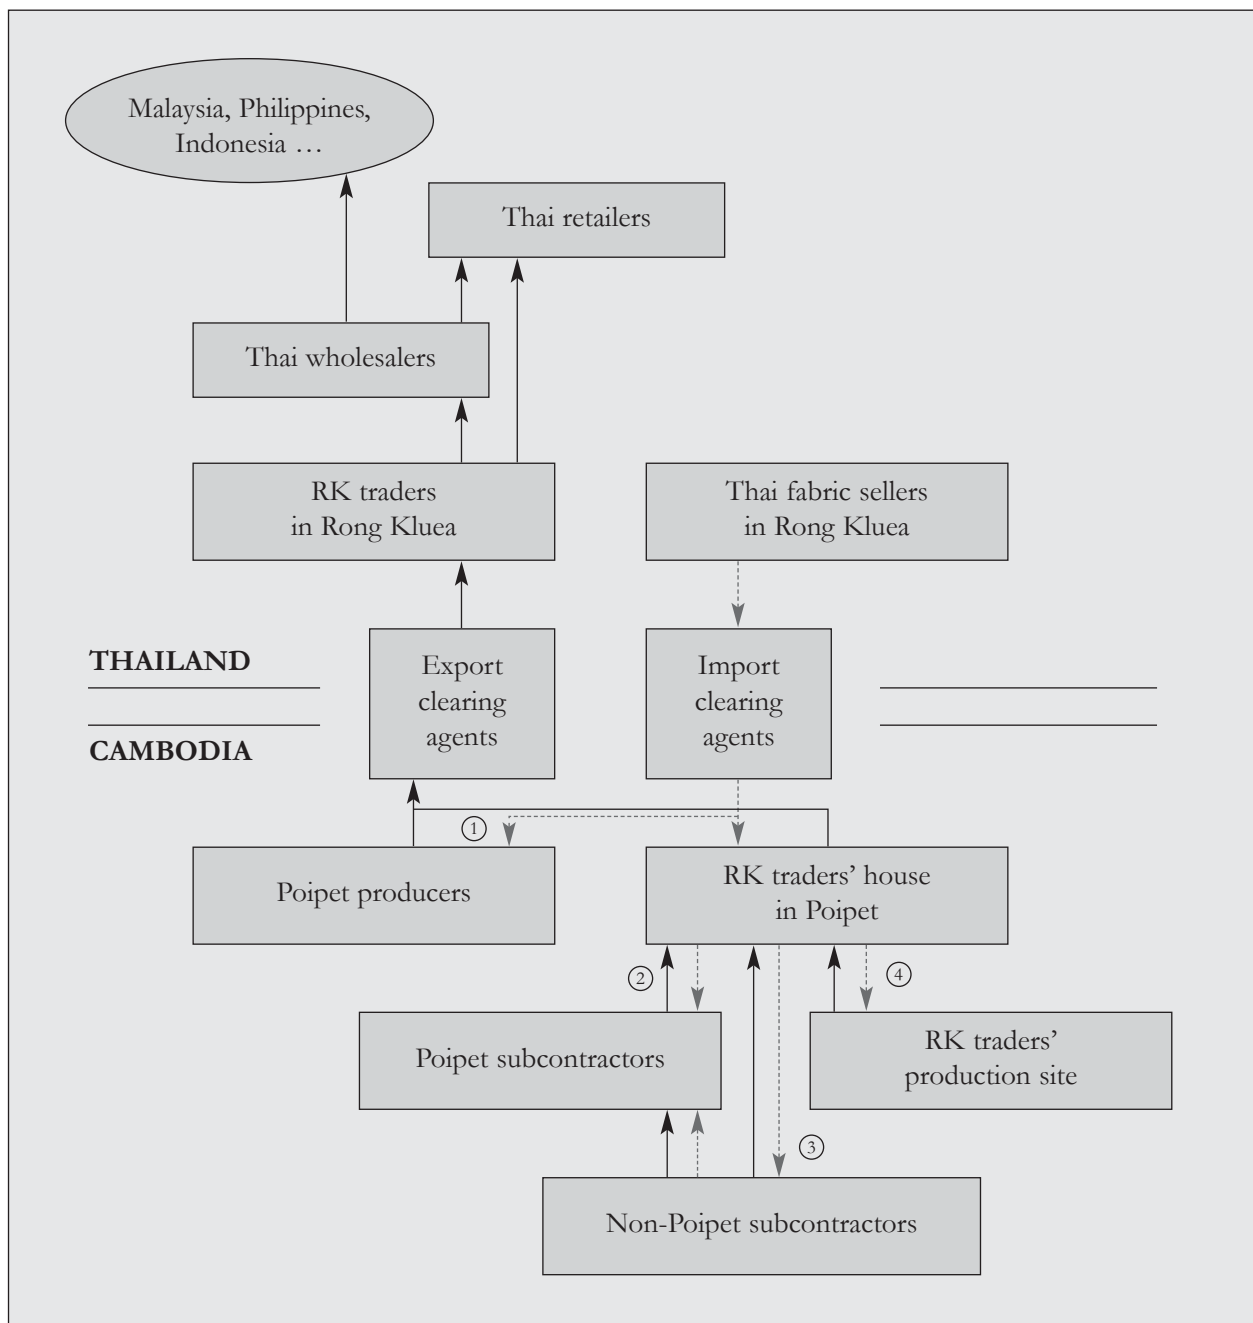 Malaysia, Philippines,
Indonesia …
Thai retailers
Thai wholesalers
RK traders
in Rong Kluea
Thai fabric sellers
in Rong Kluea
THAILAND
CAMBODIA
Export
clearing
agents
Import
clearing
agents
1
Poipet producers
RK traders’ house
in Poipet
2
4
Poipet subcontractors
RK traders’
production site
3
Non-Poipet subcontractors